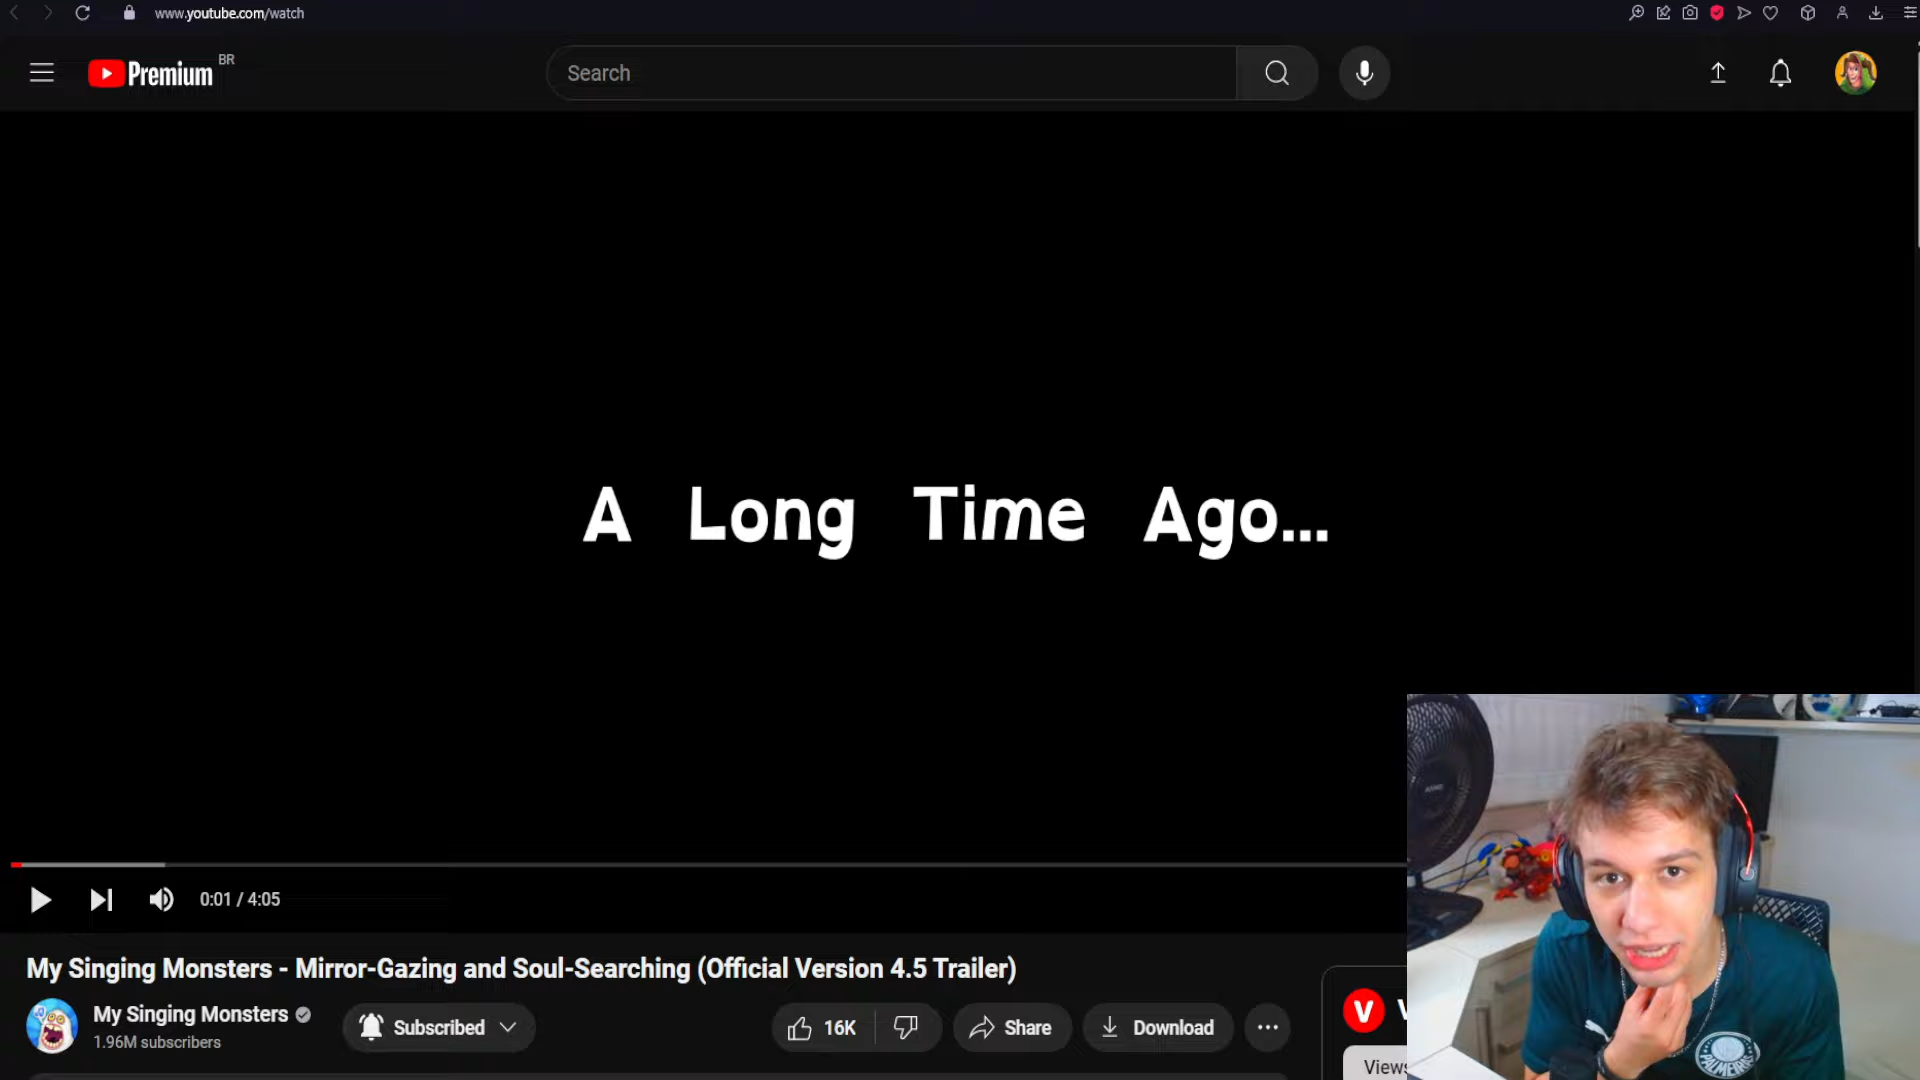 www.youtube.com/watch
Premium BR
Search
A Long Time Ago...
0:01 / 4:05
My Singing Monsters - Mirror-Gazing and Soul-Searching (Official Version 4.5 Trailer)
My Singing Monsters
1.96M subscribers
Subscribed
16K
Share
Download
V
Views
PALMEIRAS